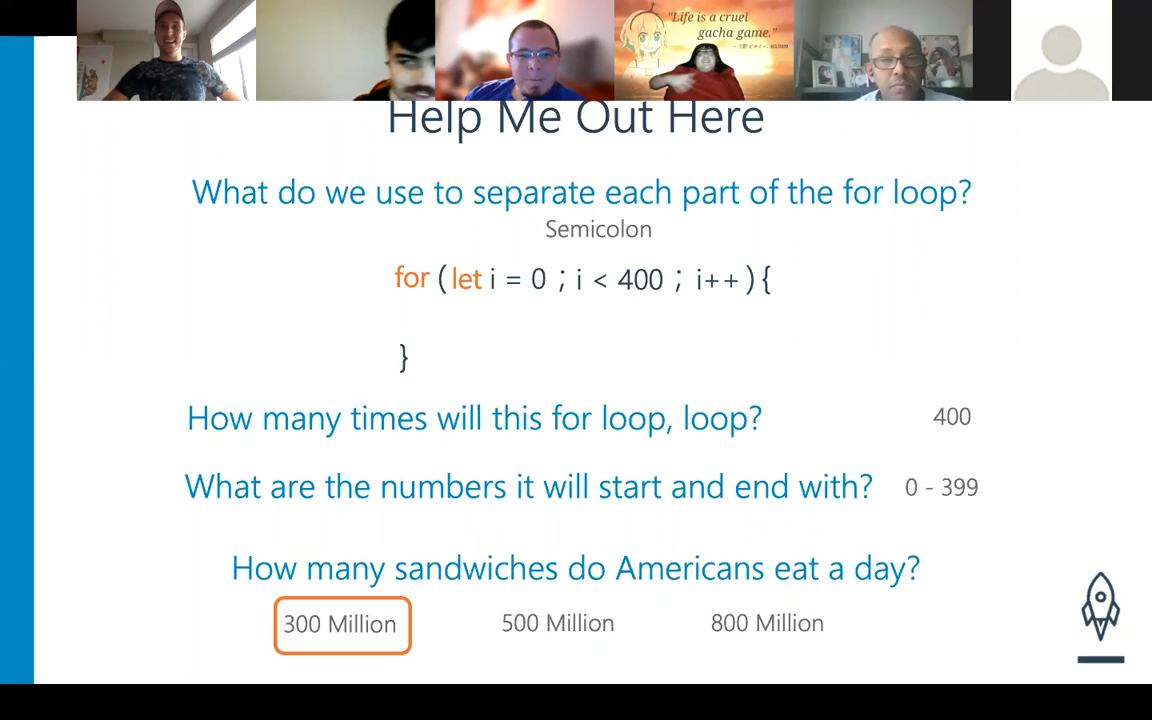 "Life is a cruel
gacha game."
Help Me Out Here
What do we use to separate each part of the for loop?
Semicolon
for (let i = 0 ; i < 400 ; i++ ) {
}
How many times will this for loop, loop? 400
What are the numbers it will start and end with? 0 - 399
How many sandwiches do Americans eat a day?
300 Million 500 Million 800 Million